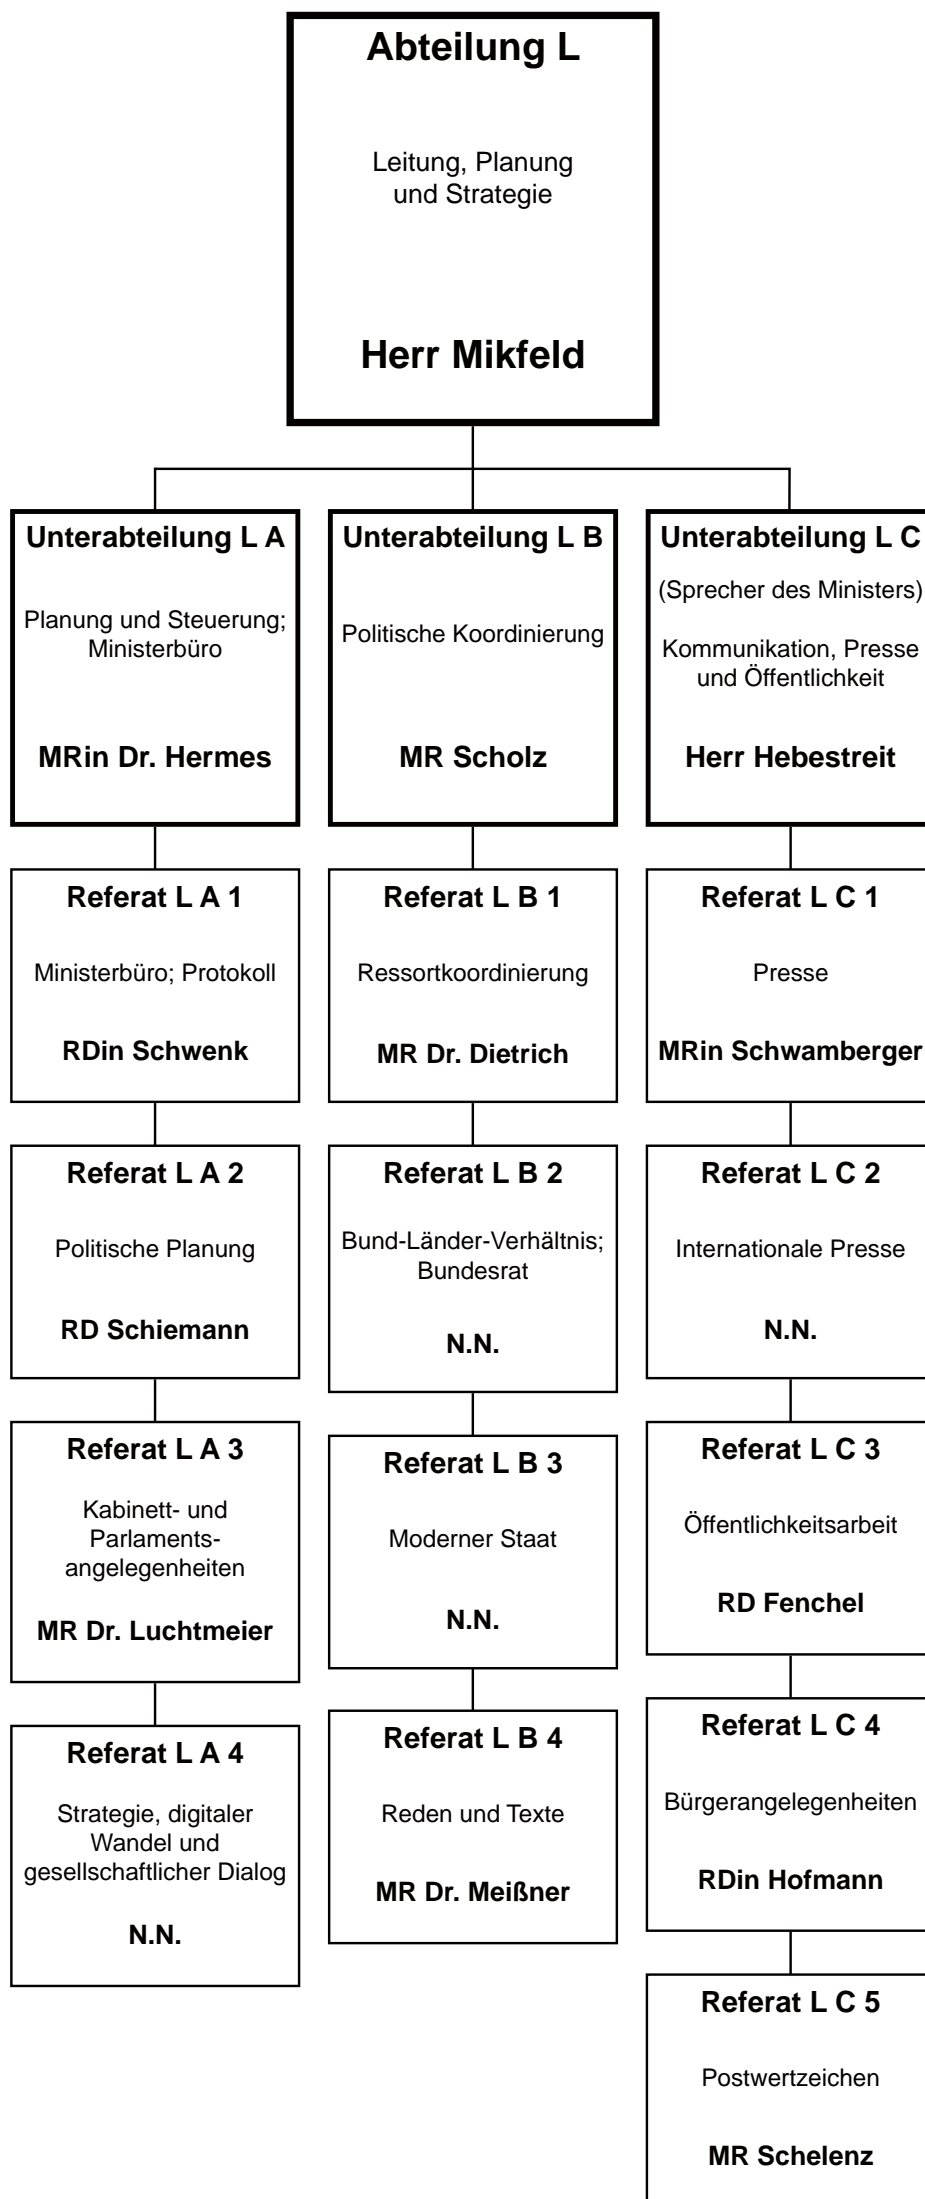 Abteilung L
Leitung, Planung
und Strategie
Herr Mikfeld
Unterabteilung L A
Planung und Steuerung;
Ministerbüro
MRin Dr. Hermes
Referat L A 1
Ministerbüro; Protokoll
RDin Schwenk
Referat L A 2
Politische Planung
RD Schiemann
Referat L A 3
Kabinett- und
Parlaments-
angelegenheiten
MR Dr. Luchtmeier
Referat L A 4
Strategie, digitaler
Wandel und
gesellschaftlicher Dialog
N.N.
Unterabteilung L B
Politische Koordinierung
MR Scholz
Referat L B 1
Ressortkoordinierung
MR Dr. Dietrich
Referat L B 2
Bund-Länder-Verhältnis;
Bundesrat
N.N.
Referat L B 3
Moderner Staat
N.N.
Referat L B 4
Reden und Texte
MR Dr. Meißner
Unterabteilung L C
(Sprecher des Ministers)
Kommunikation, Presse
und Öffentlichkeit
Herr Hebestreit
Referat L C 1
Presse
MRin Schwamberger
Referat L C 2
Internationale Presse
N.N.
Referat L C 3
Öffentlichkeitsarbeit
RD Fenchel
Referat L C 4
Bürgerangelegenheiten
RDin Hofmann
Referat L C 5
Postwertzeichen
MR Schelenz